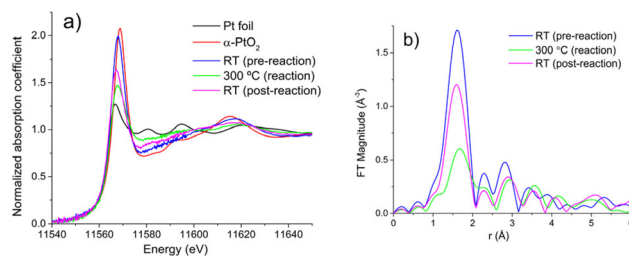 a)
Normalized absorption coefficient
2.0
1.5
1.0
0.5
0.0
11540 11560 11580 11600 11620 11640
Energy (eV)
Pt foil
α-PtO₂
RT (pre-reaction)
300 ºC (reaction)
RT (post-reaction)
b)
FT Magnitude (Å⁻³)
1.5
1.0
0.5
0.0
0 1 2 3 4 5 6
r (Å)
RT (pre-reaction)
300 °C (reaction)
RT (post-reaction)